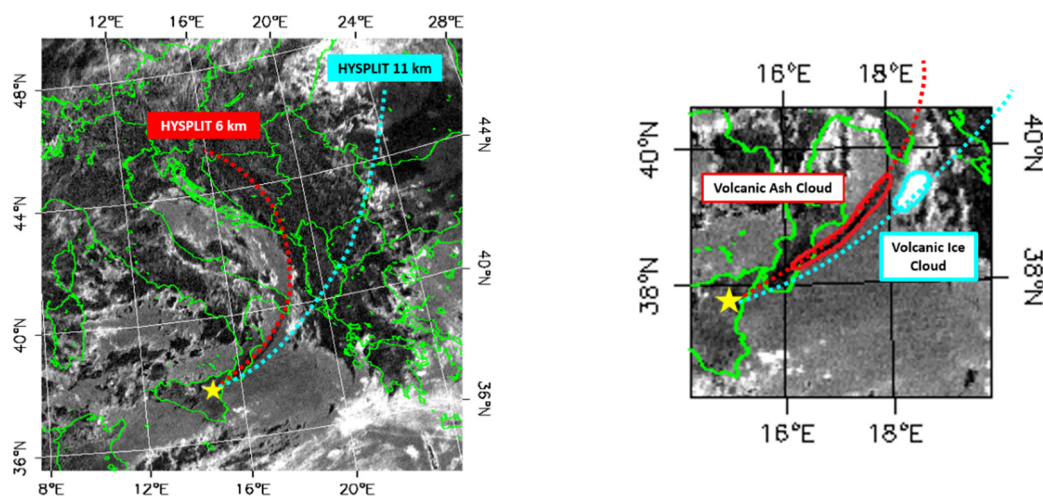 12°E 16°E 20°E 24°E 28°E
48°N
44°N
40°N
36°N
44°N
40°N
36°N
8°E 12°E 16°E 20°E
HYSPLIT 11 km
HYSPLIT 6 km
16°E 18°E
40°N
38°N
40°N
38°N
16°E 18°E
Volcanic Ash Cloud
Volcanic Ice
Cloud